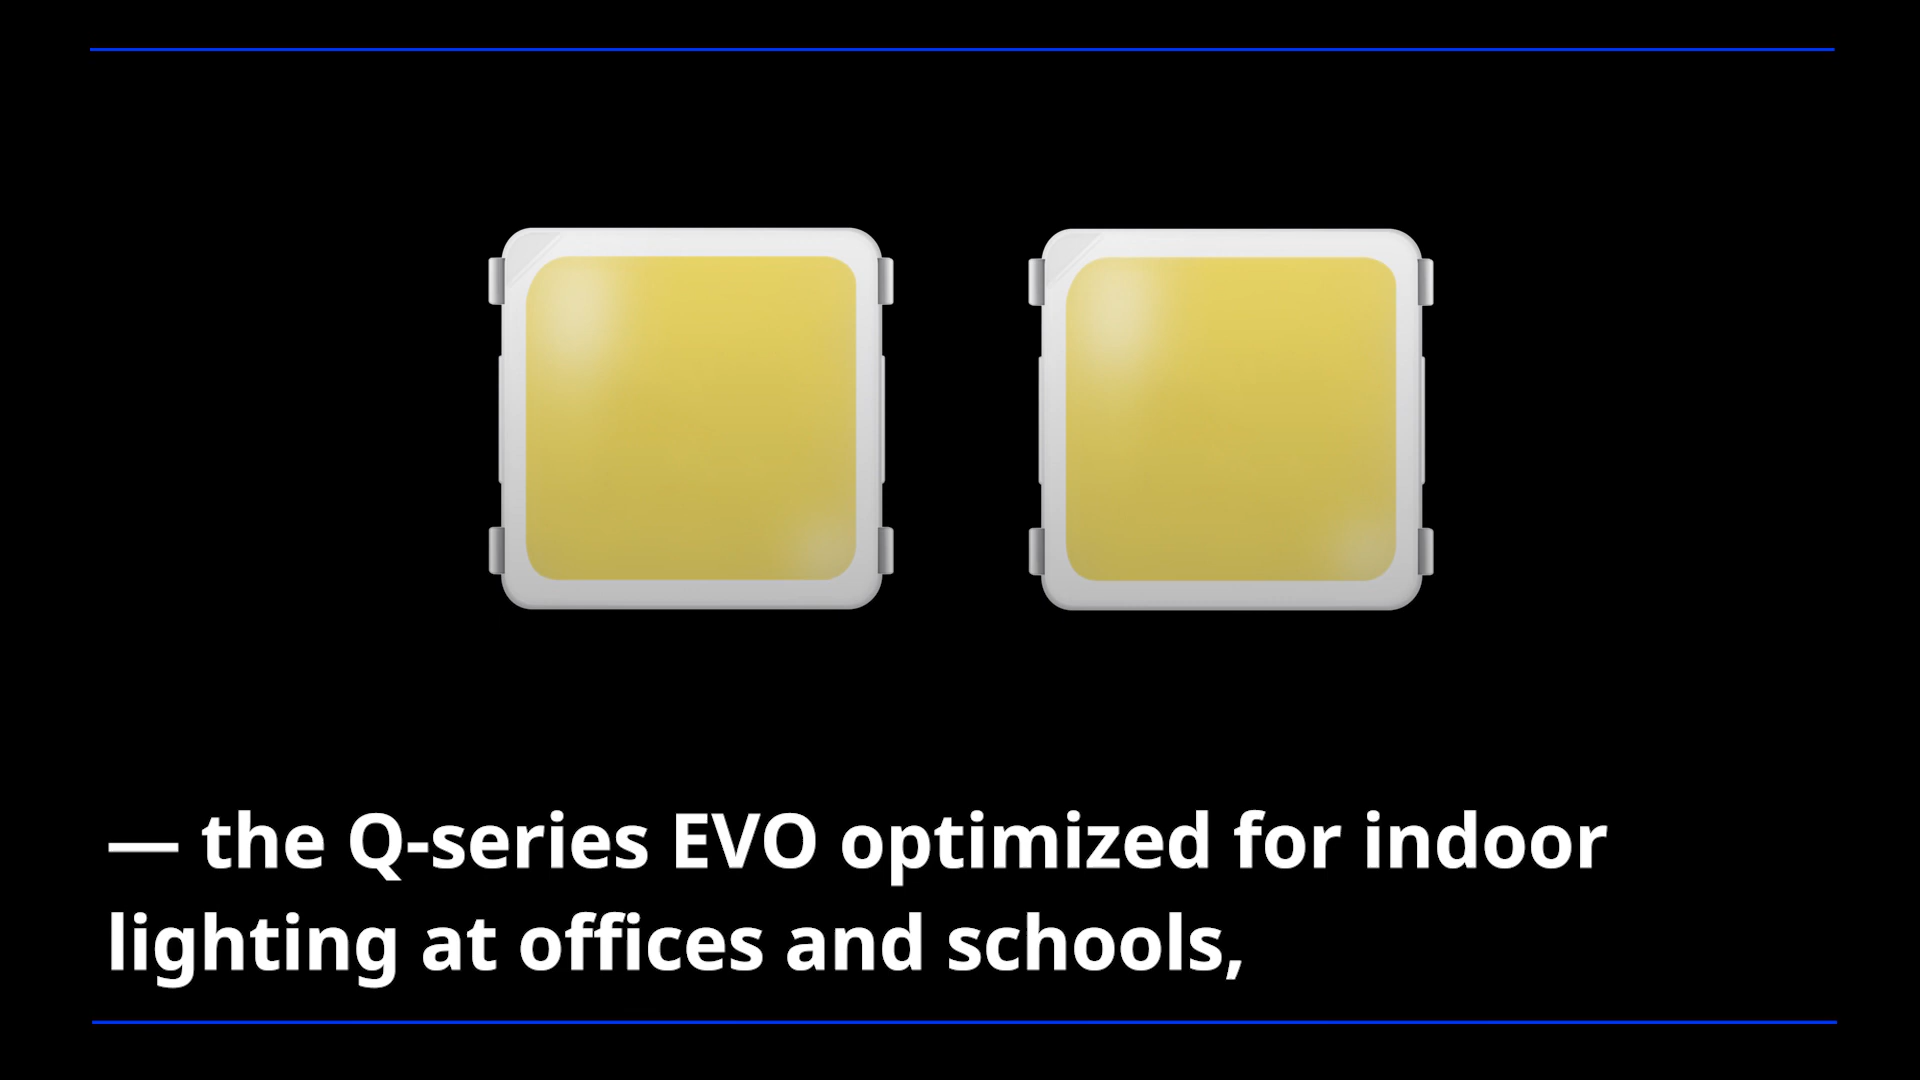 — the Q-series EVO optimized for indoor
lighting at offices and schools,